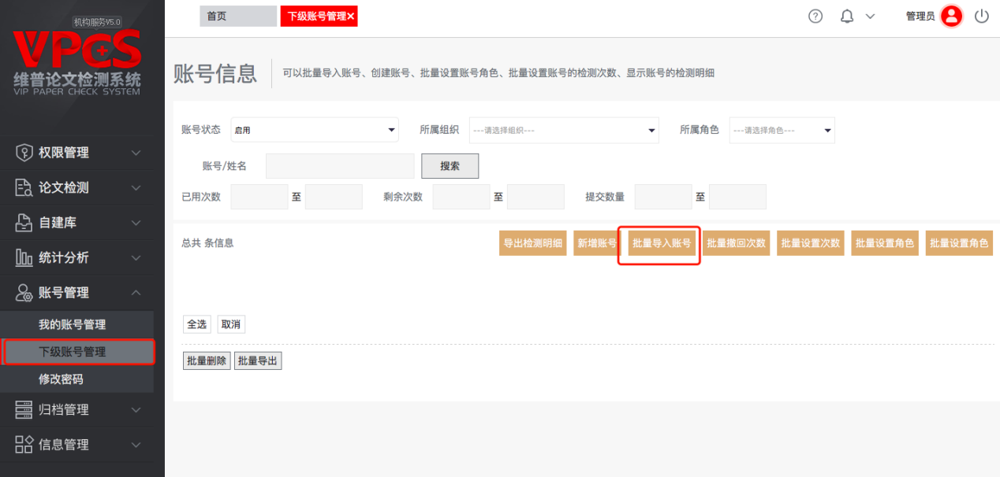 机构服务V5.0
VPCS
维普论文检测系统
VIP PAPER CHECK SYSTEM
权限管理
论文检测
自建库
统计分析
账号管理
我的账号管理
下级账号管理
修改密码
归档管理
信息管理
首页
下级账号管理×
管理员
账号信息
可以批量导入账号、创建账号、批量设置账号角色、批量设置账号的检测次数、显示账号的检测明细
账号状态 启用 所属组织 ---请选择组织--- 所属角色 ---请选择角色---
账号/姓名 搜索
已用次数 至 剩余次数 至 提交数量 至
总共 条信息 导出检测明细 新增账号 批量导入账号 批量撤回次数 批量设置次数 批量设置角色 批量设置角色
全选 取消
批量删除 批量导出